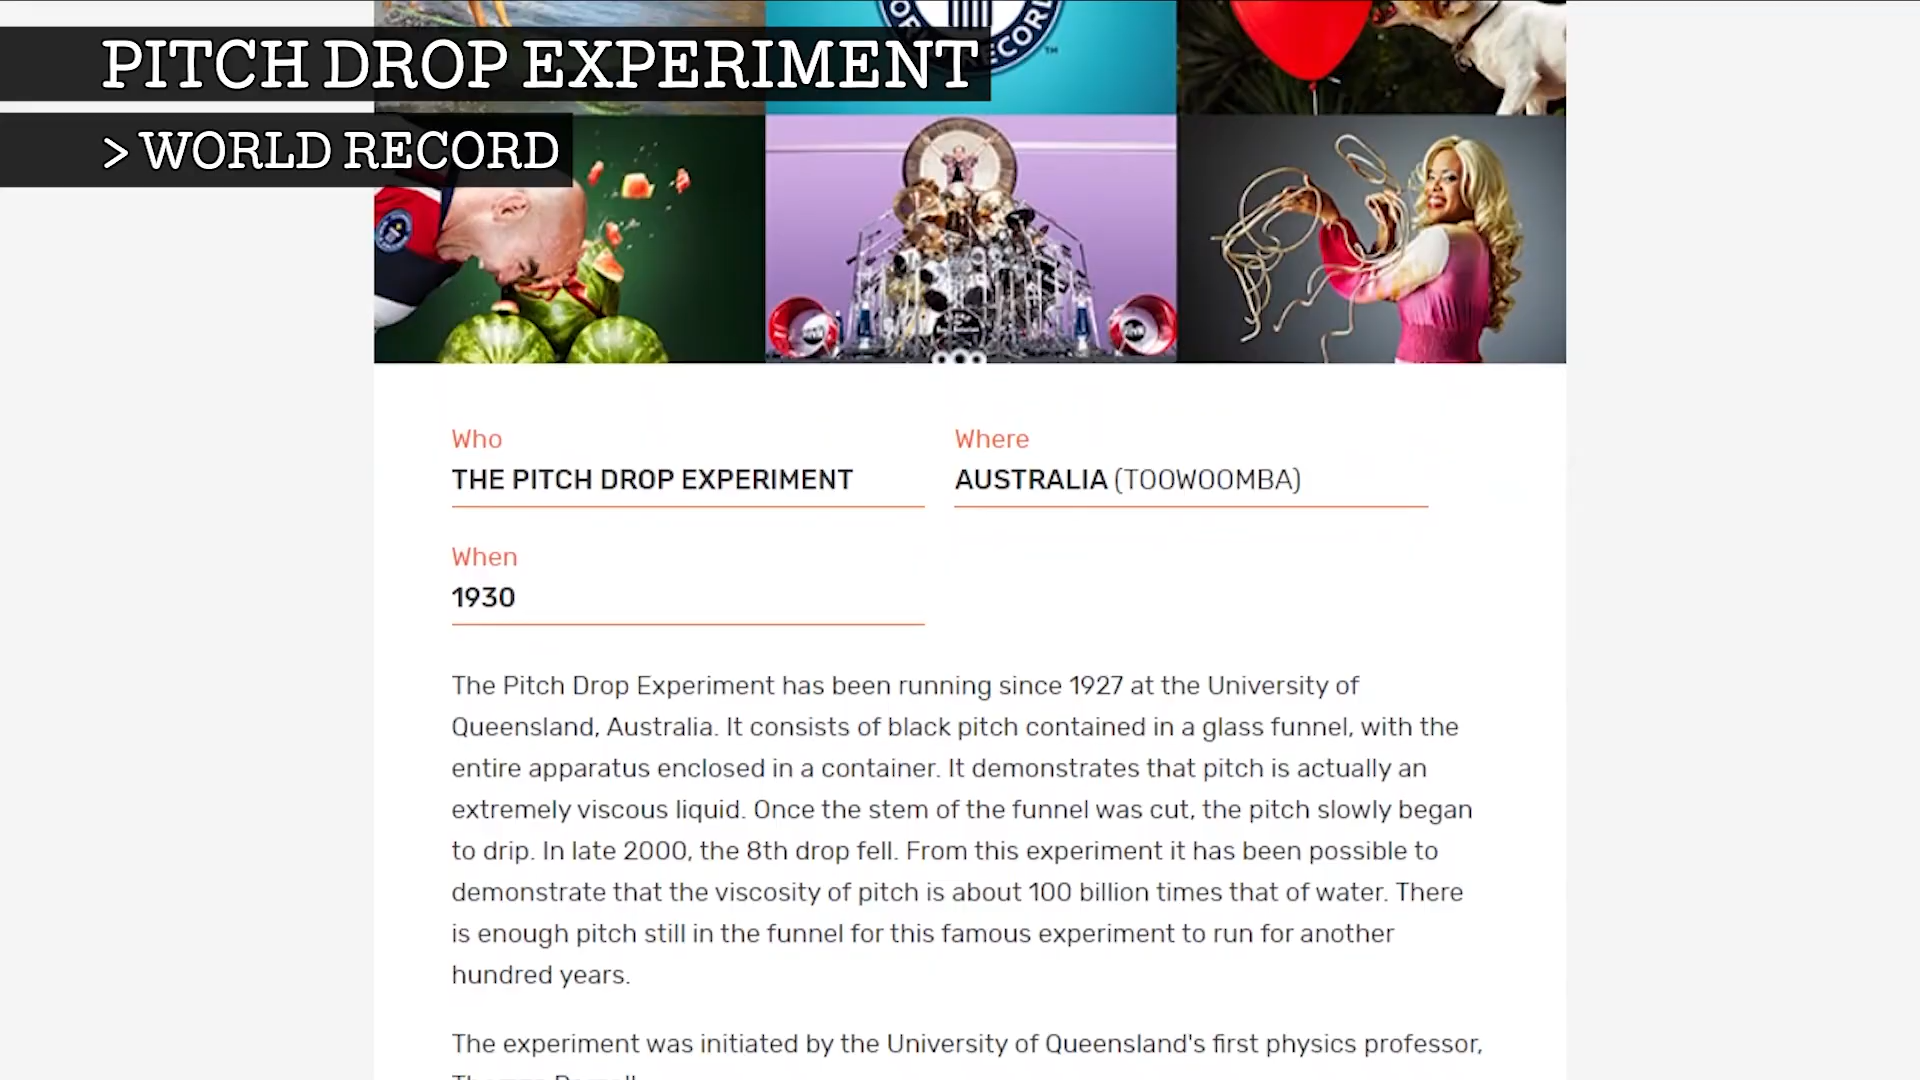 PITCH DROP EXPERIMENT
> WORLD RECORD
Who
THE PITCH DROP EXPERIMENT
Where
AUSTRALIA (TOOWOOMBA)
When
1930
The Pitch Drop Experiment has been running since 1927 at the University of
Queensland, Australia. It consists of black pitch contained in a glass funnel, with the
entire apparatus enclosed in a container. It demonstrates that pitch is actually an
extremely viscous liquid. Once the stem of the funnel was cut, the pitch slowly began
to drip. In late 2000, the 8th drop fell. From this experiment it has been possible to
demonstrate that the viscosity of pitch is about 100 billion times that of water. There
is enough pitch still in the funnel for this famous experiment to run for another
hundred years.
The experiment was initiated by the University of Queensland's first physics professor,